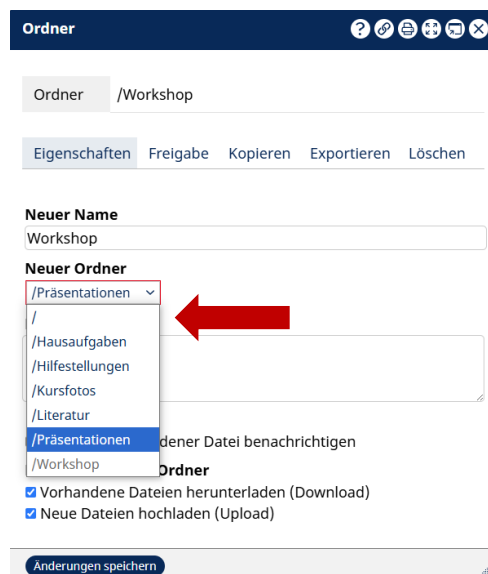 Ordner
Ordner /Workshop
Eigenschaften Freigabe Kopieren Exportieren Löschen
Neuer Name
Workshop
Neuer Ordner
/Präsentationen
/
/Hausaufgaben
/Hilfestellungen
/Kursfotos
/Literatur
/Präsentationen dener Datei benachrichtigen
/Workshop Ordner
Vorhandene Dateien herunterladen (Download)
Neue Dateien hochladen (Upload)
Änderungen speichern